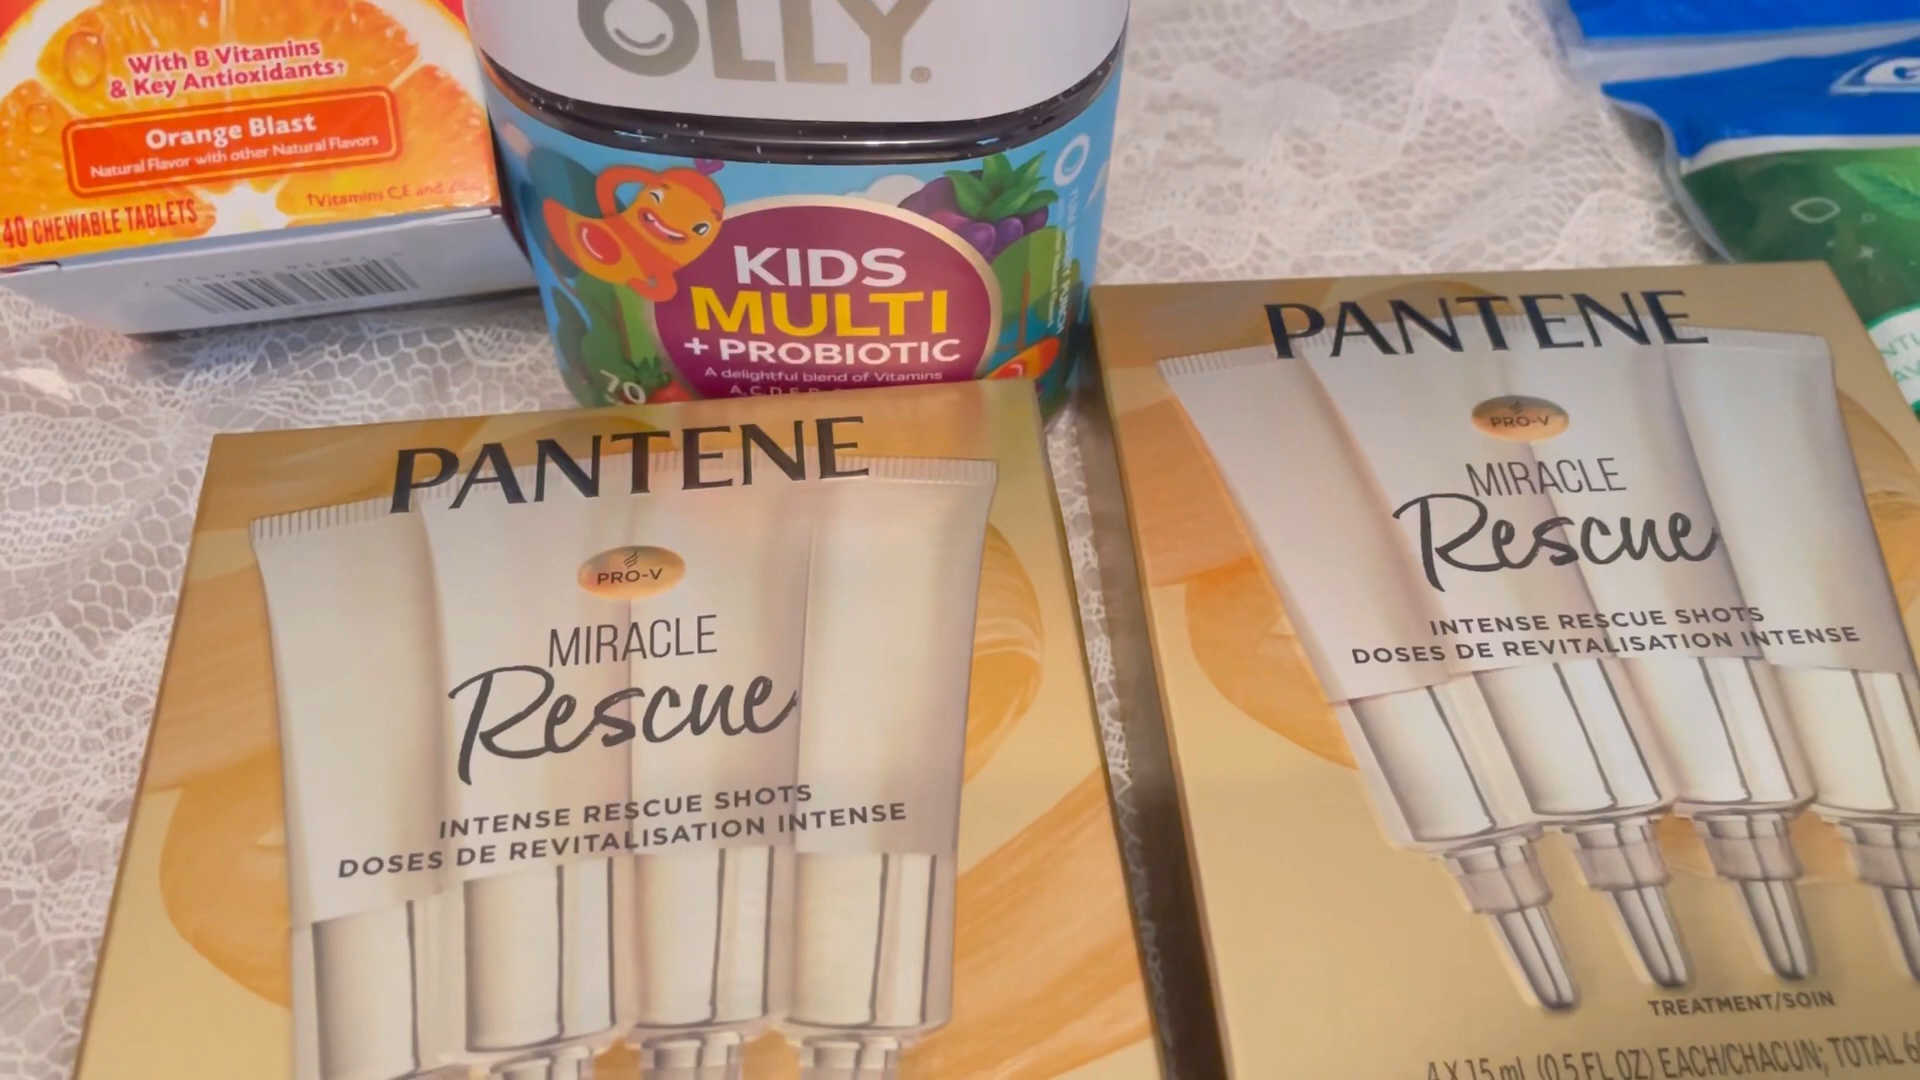 With B Vitamins
& Key Antioxidants†
Orange Blast
Natural Flavor with other Natural Flavors
†Vitamins C,E and
40 CHEWABLE TABLETS
OLLY®
KIDS
MULTI
+ PROBIOTIC
A delightful blend of Vitamins
70
PANTENE
PRO-V
MIRACLE
Rescue
INTENSE RESCUE SHOTS
DOSES DE REVITALISATION INTENSE
PANTENE
PRO-V
MIRACLE
Rescue
INTENSE RESCUE SHOTS
DOSES DE REVITALISATION INTENSE
TREATMENT/SOIN
4 X 15 mL (0.5 FL OZ) EACH/CHACUN; TOTAL